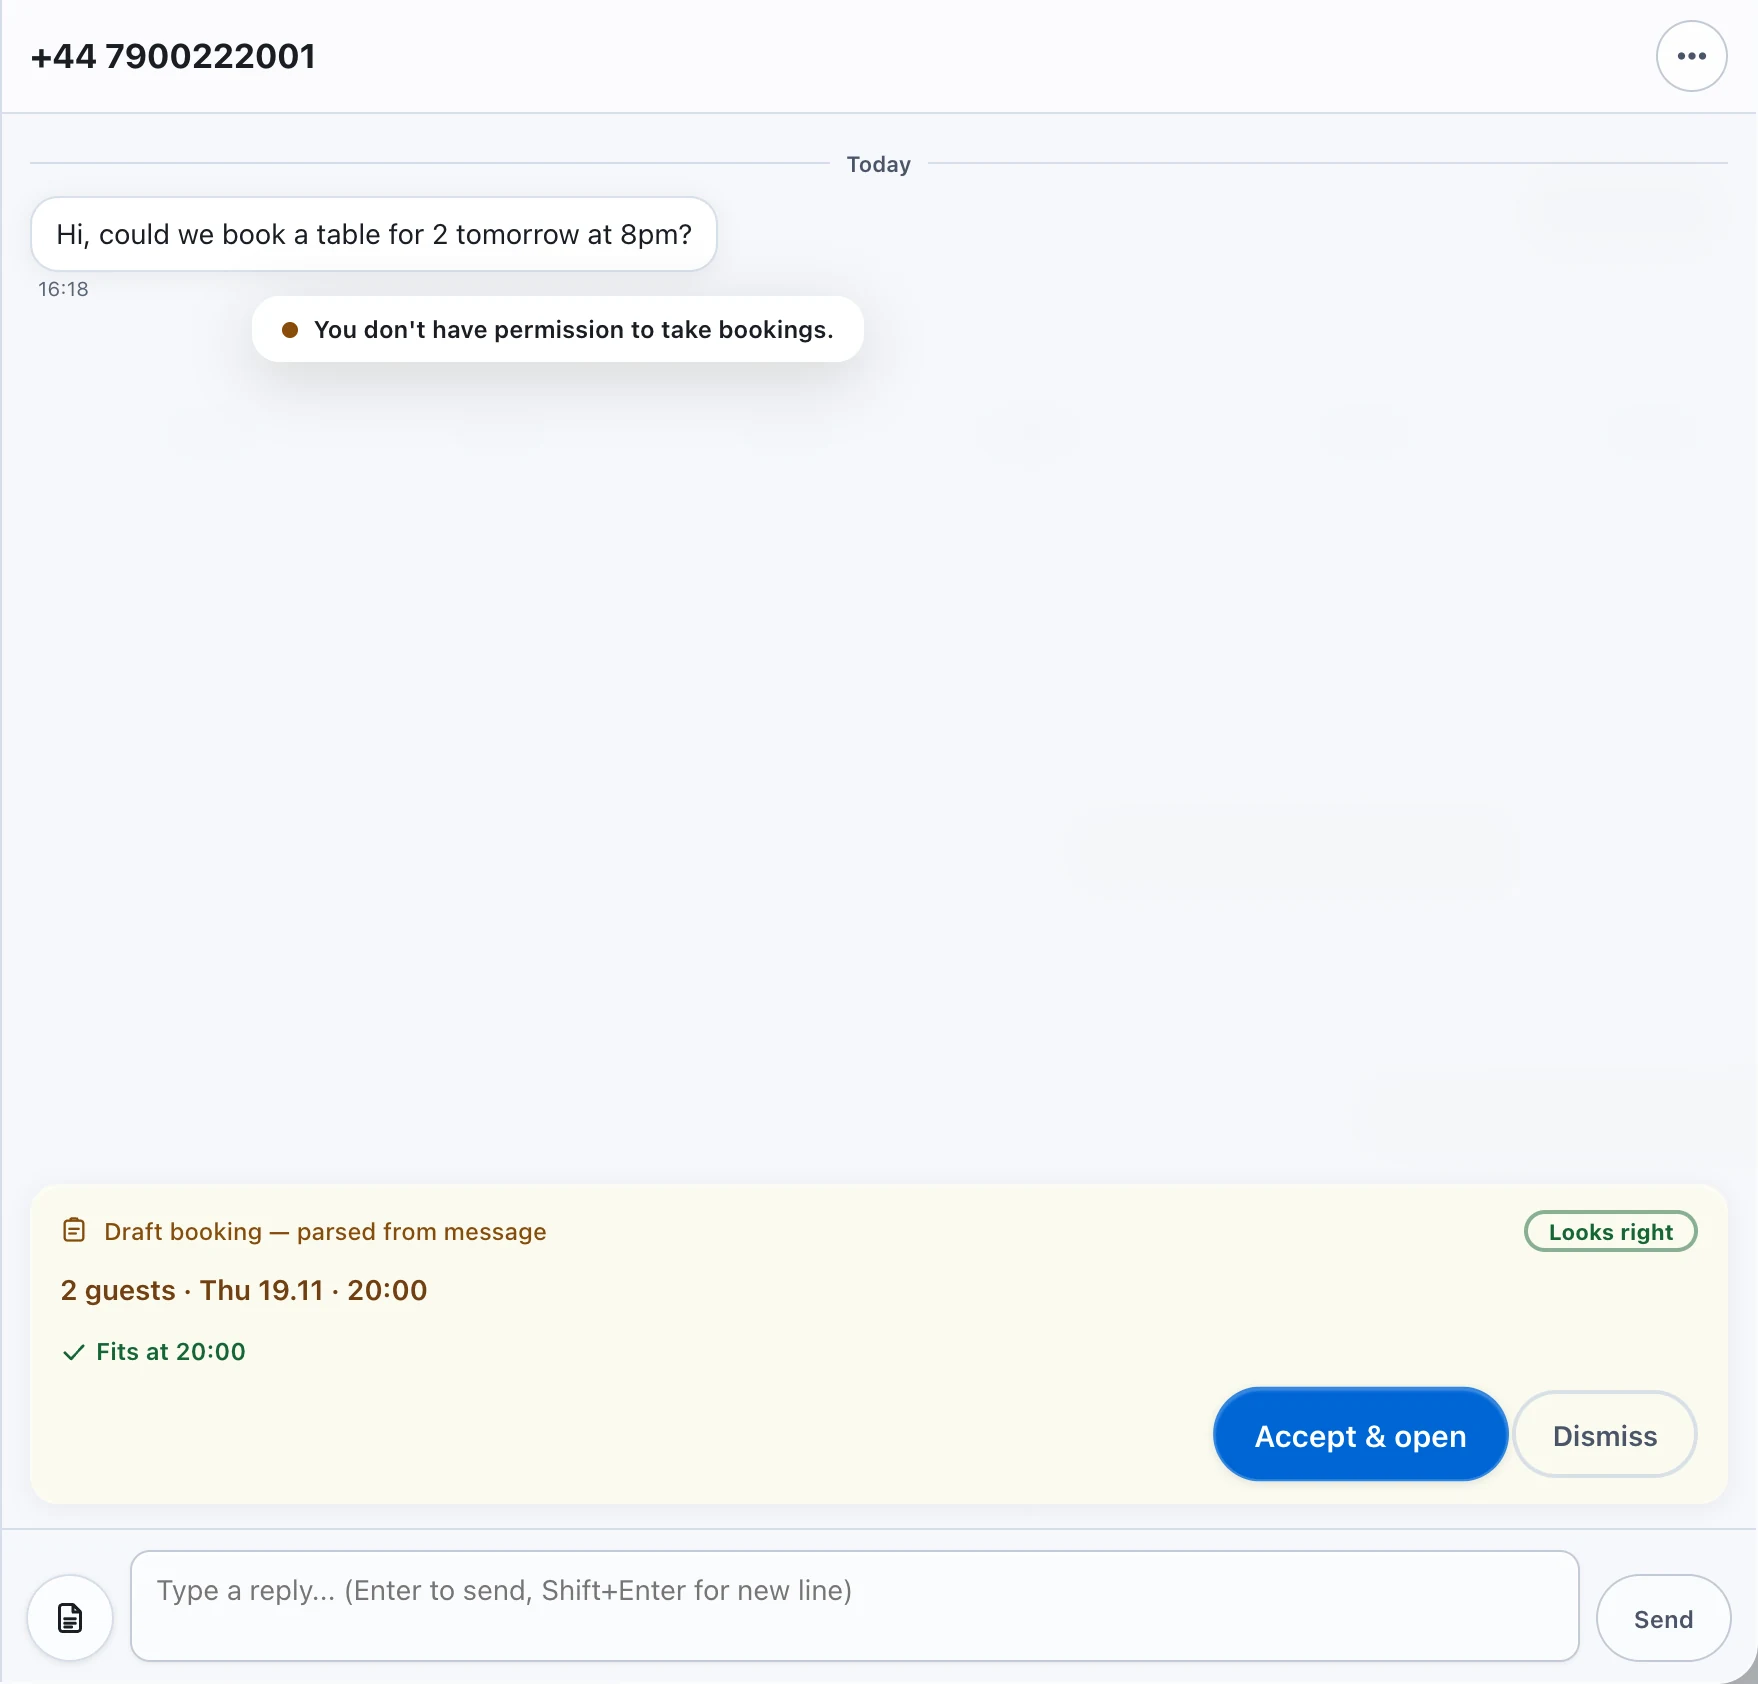 +44 7900222001
Today
Hi, could we book a table for 2 tomorrow at 8pm?
16:18
You don't have permission to take bookings.
Draft booking — parsed from message
Looks right
2 guests · Thu 19.11 · 20:00
Fits at 20:00
Accept & open
Dismiss
Type a reply... (Enter to send, Shift+Enter for new line)
Send